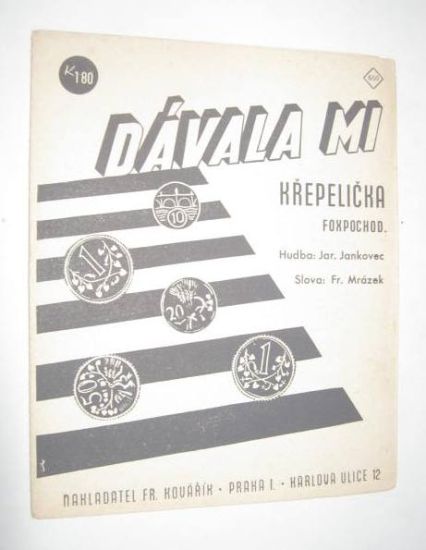 K 1·80
DÁVALA MI
KŘEPELIČKA
FOXPOCHOD.
Hudba: Jar. Jankovec
Slova: Fr. Mrázek
10
1
20
50
1
NAKLADATEL FR. KOVÁŘÍK · PRAHA I. · KARLOVA ULICE 12